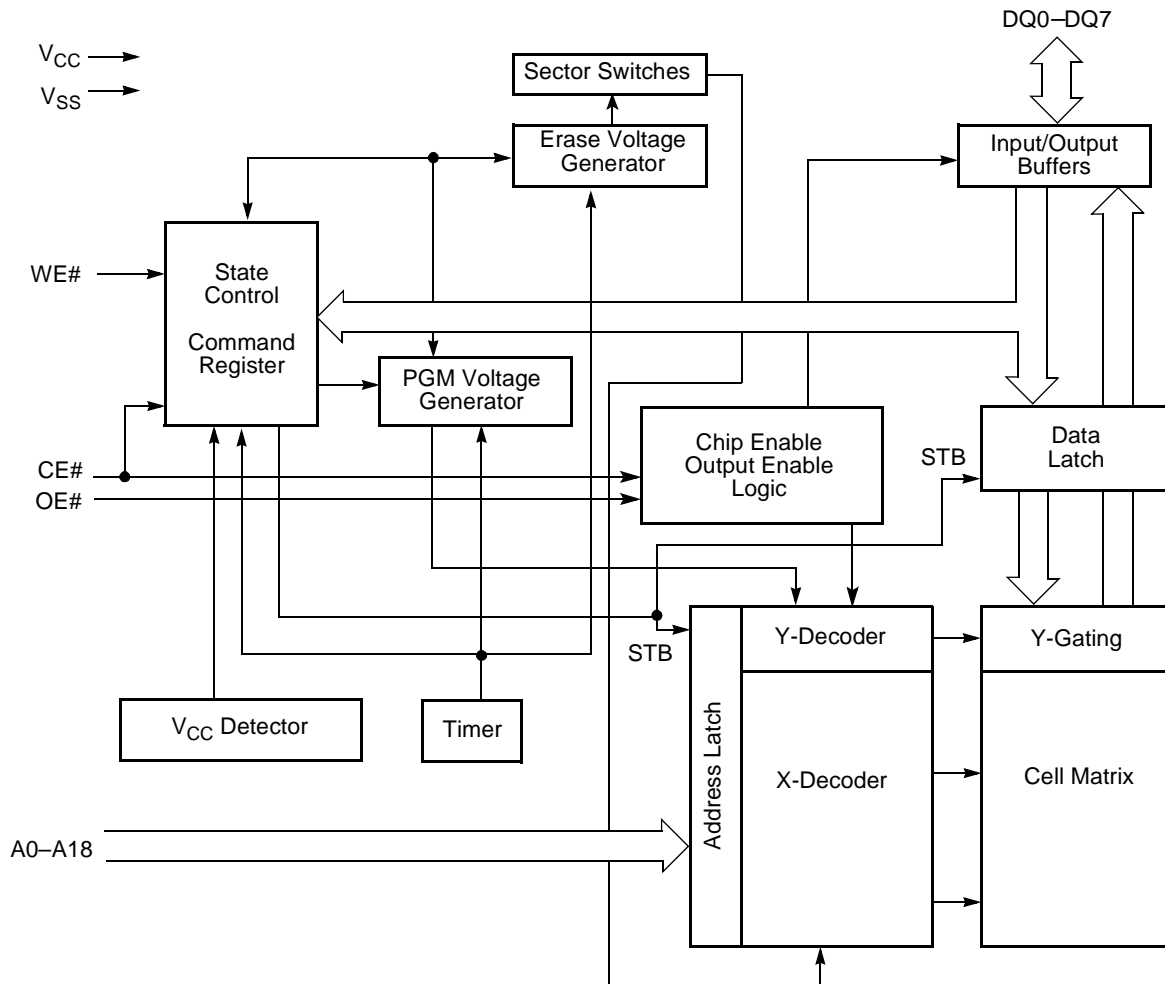 DQ0–DQ7
VCC
Sector Switches
VSS
Erase Voltage
Generator
Input/Output
Buffers
WE#
State
Control
Command
Register
PGM Voltage
Generator
Chip Enable
Output Enable
Logic
Data
Latch
STB
CE#
OE#
STB
Y-Decoder
Y-Gating
VCC Detector
Timer
Address Latch
X-Decoder
Cell Matrix
A0–A18